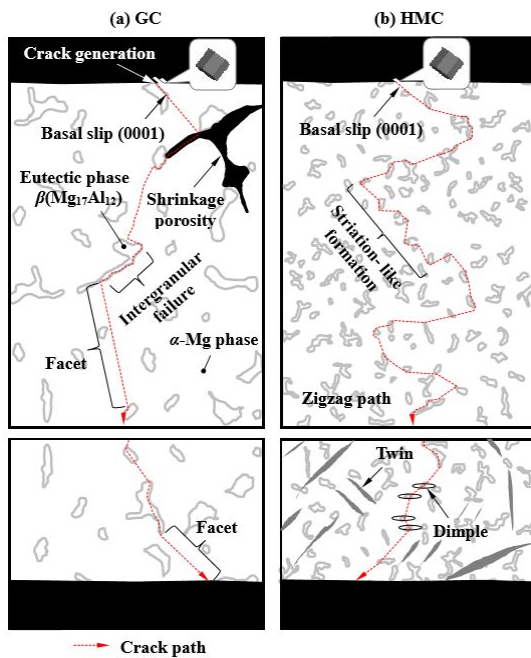 (a) GC
(b) HMC
Crack generation
Basal slip (0001)
Eutectic phase
β(Mg₁₇Al₁₂)
Shrinkage
porosity
Intergranular
failure
Facet
α-Mg phase
Basal slip (0001)
Striation- like
formation
Zigzag path
Facet
Twin
Dimple
Crack path